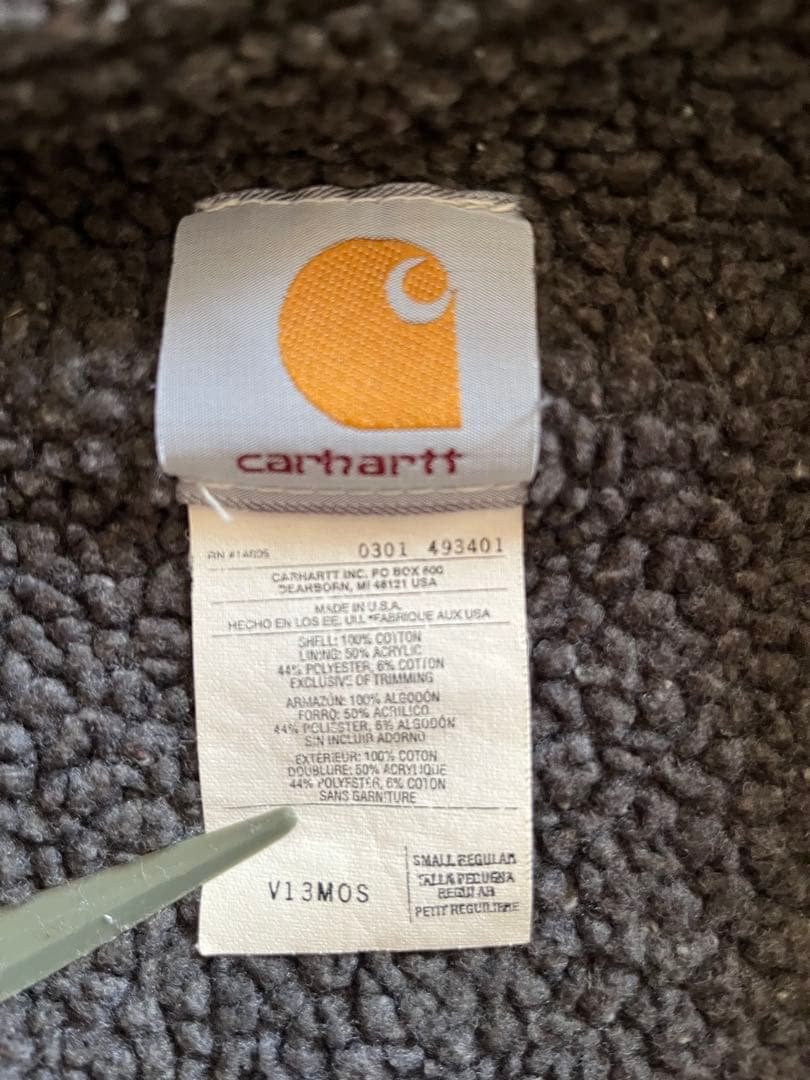 carhartt
RN #14806 0301 493401
CARHARTT INC. PO BOX 600
DEARBORN, MI 48121 USA
MADE IN U.S.A.
HECHO EN LOS EE. UU. *FABRIQUE AUX USA
SHELL: 100% COTTON
LINING: 50% ACRYLIC
44% POLYESTER, 6% COTTON
EXCLUSIVE OF TRIMMING
ARMAZÓN: 100% ALGODÓN
FORRO: 50% ACRÍLICO
44% POLIESTER, 6% ALGODÓN
SIN INCLUIR ADORNO
EXTÉRIEUR: 100% COTON
DOUBLURE: 50% ACRYLIQUE
44% POLYESTER, 6% COTON
SANS GARNITURE
V13MOS
SMALL REGULAR
TALLA PEQUENA
REGULAR
PETIT REGULIERE